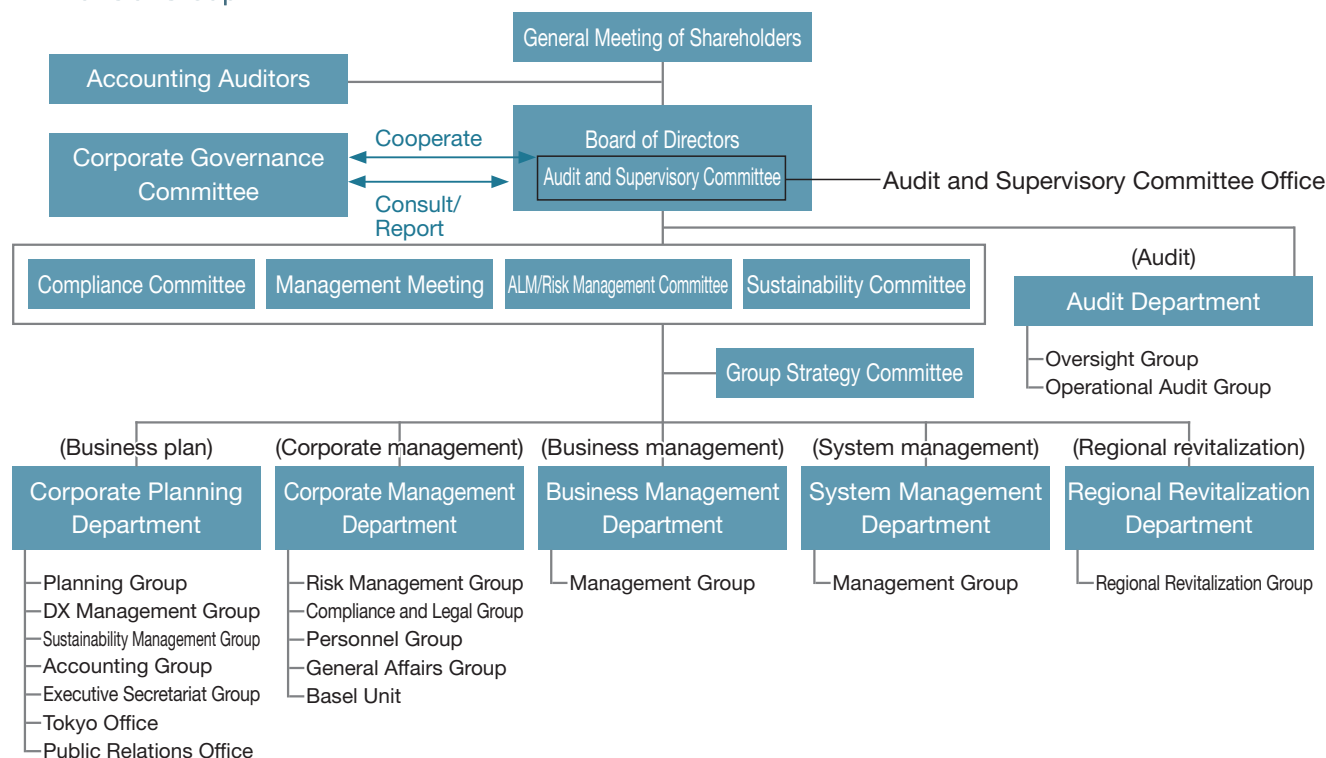 General Meeting of Shareholders
Accounting Auditors
Corporate Governance
Committee
Cooperate
Consult/
Report
Board of Directors
Audit and Supervisory Committee
Audit and Supervisory Committee Office
Compliance Committee
Management Meeting
ALM/Risk Management Committee
Sustainability Committee
(Audit)
Audit Department
Oversight Group
Operational Audit Group
Group Strategy Committee
(Business plan)
Corporate Planning
Department
Planning Group
DX Management Group
Sustainability Management Group
Accounting Group
Executive Secretariat Group
Tokyo Office
Public Relations Office
(Corporate management)
Corporate Management
Department
Risk Management Group
Compliance and Legal Group
Personnel Group
General Affairs Group
Basel Unit
(Business management)
Business Management
Department
Management Group
(System management)
System Management
Department
Management Group
(Regional revitalization)
Regional Revitalization
Department
Regional Revitalization Group